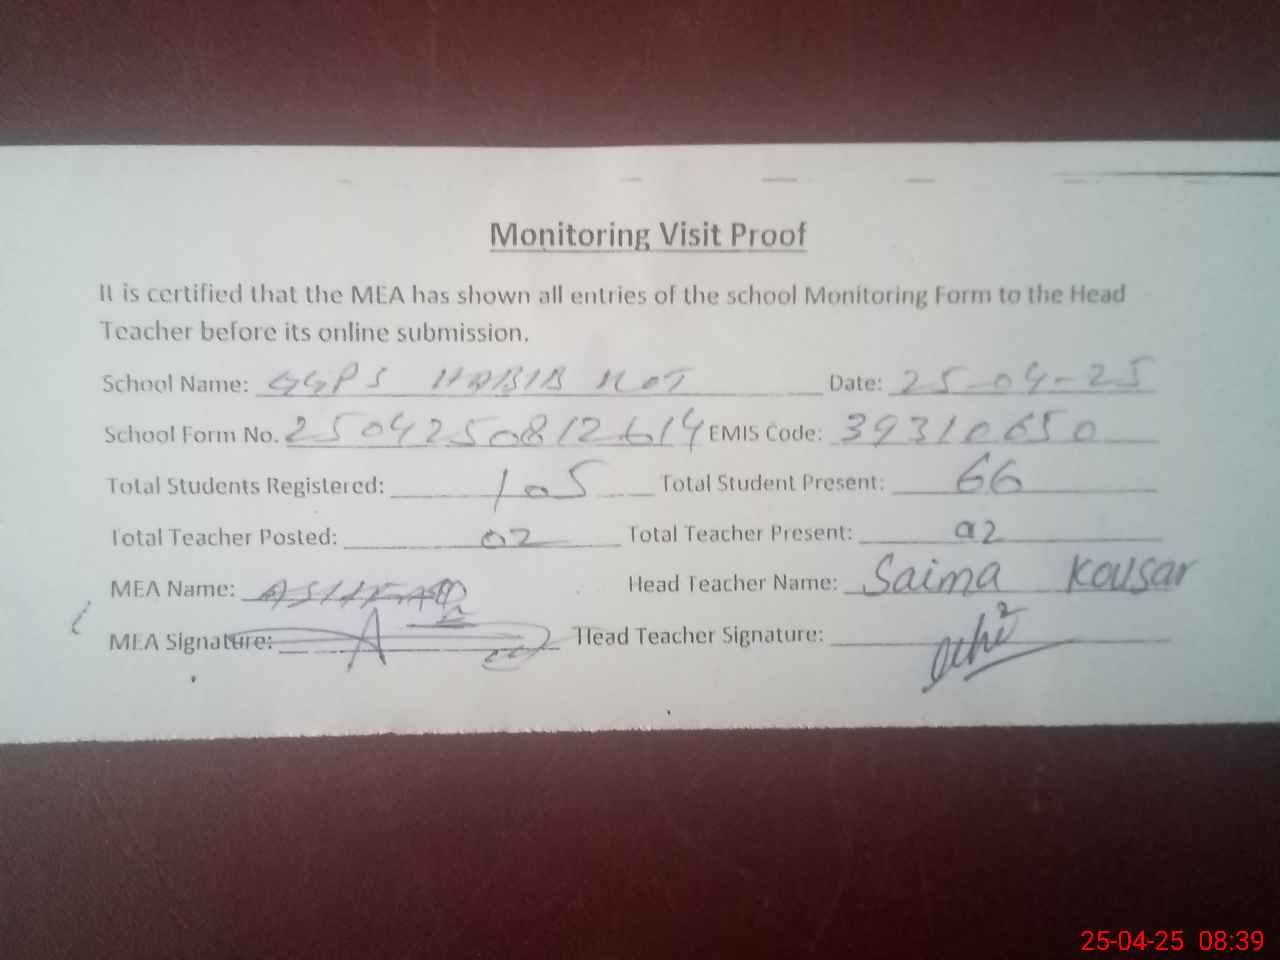 Monitoring Visit Proof
It is certified that the MEA has shown all entries of the school Monitoring Form to the Head
Teacher before its online submission.
School Name: GGPS HABIB KOT Date: 25-04-25
School Form No. 2504250812614 EMIS Code: 39310650
Total Students Registered: 105 Total Student Present: 66
Total Teacher Posted: 02 Total Teacher Present: 02
MEA Name: ASHFAQ Head Teacher Name: Saima Kousar
MEA Signature: Head Teacher Signature:
25-04-25 08:39